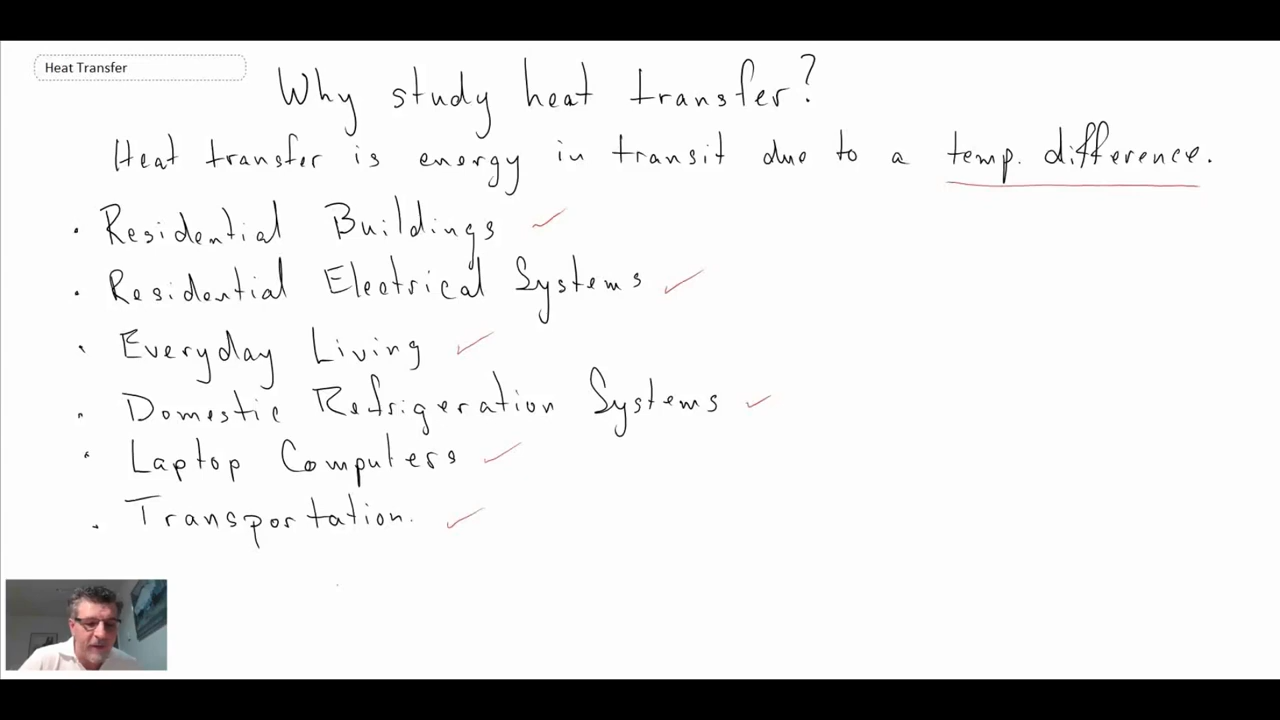 Heat Transfer
Why study heat transfer?
Heat transfer is energy in transit due to a temp. difference.
• Residential Buildings ✓
• Residential Electrical Systems ✓
• Everyday Living ✓
• Domestic Refrigeration Systems ✓
• Laptop Computers ✓
• Transportation. ✓